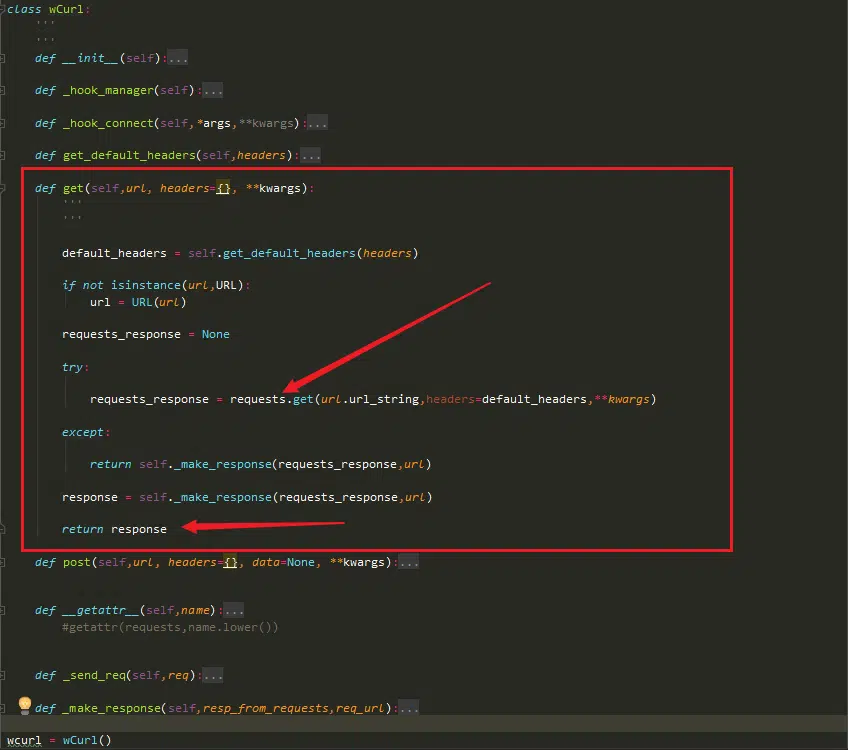 class wCurl:
'''
'''
def __init__(self):...
def _hook_manager(self):...
def _hook_connect(self,*args,**kwargs):...
def get_default_headers(self,headers):...
def get(self,url, headers={}, **kwargs):
'''
'''
default_headers = self.get_default_headers(headers)
if not isinstance(url,URL):
url = URL(url)
requests_response = None
try:
requests_response = requests.get(url.url_string,headers=default_headers,**kwargs)
except:
return self._make_response(requests_response,url)
response = self._make_response(requests_response,url)
return response
def post(self,url, headers={}, data=None, **kwargs):...
def __getattr__(self,name):...
#getattr(requests,name.lower())
def _send_req(self,req):...
def _make_response(self,resp_from_requests,req_url):...
wcurl = wCurl()